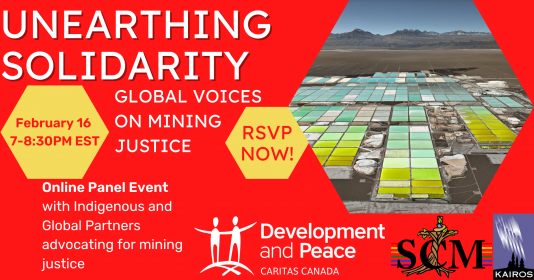 UNEARTHING
SOLIDARITY
GLOBAL VOICES
ON MINING
JUSTICE
February 16
7-8:30PM EST
RSVP
NOW!
Online Panel Event
with Indigenous and
Global Partners
advocating for mining
justice
Development
and Peace
CARITAS CANADA
SCM
KAIROS